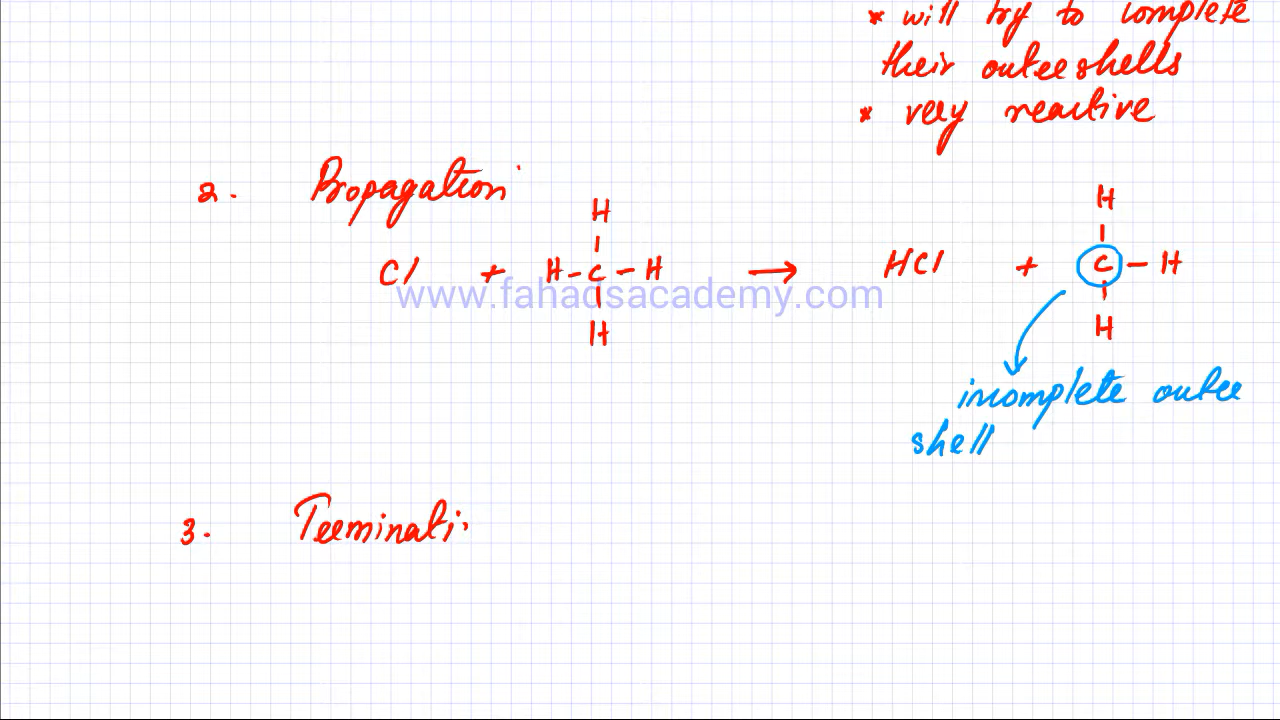 * will try to complete
their outer shells
* very reactive
2. Propagation
H
H
Cl + H-C-H → HCl + C-H
www.fahadsacademy.com
H
H
incomplete outer
shell
3. Terminati